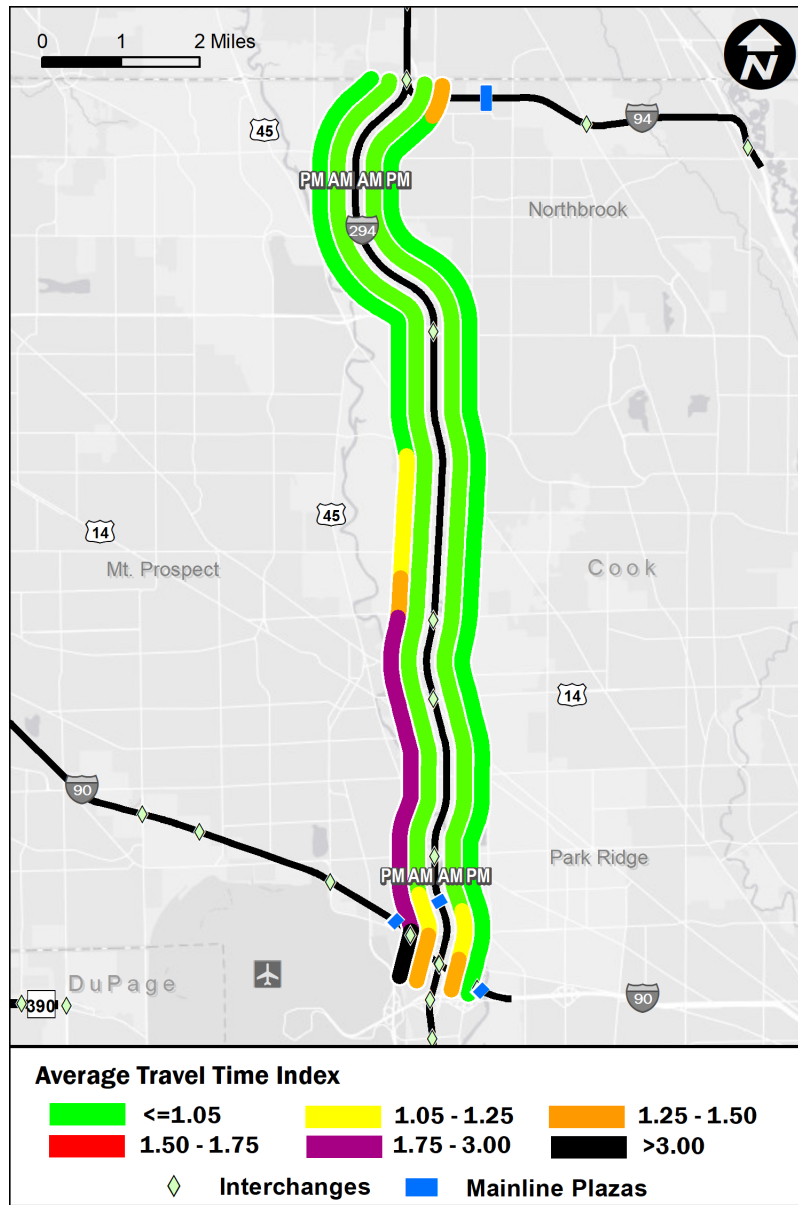 0 1 2 Miles
N
45
94
PM AM AM PM
Northbrook
294
45
14
Mt. Prospect
Cook
14
90
Park Ridge
PM AM AM PM
DuPage
390
90
Average Travel Time Index
<=1.05 1.05 - 1.25 1.25 - 1.50
1.50 - 1.75 1.75 - 3.00 >3.00
Interchanges Mainline Plazas